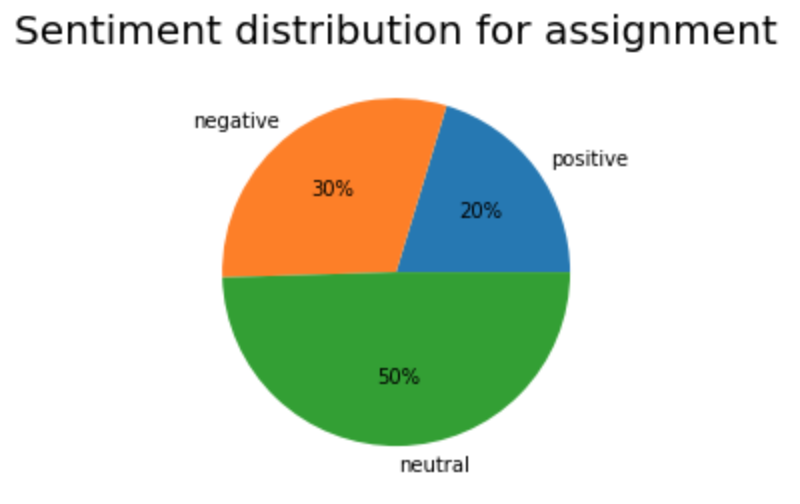 Sentiment distribution for assignment
negative
positive
30%
20%
50%
neutral